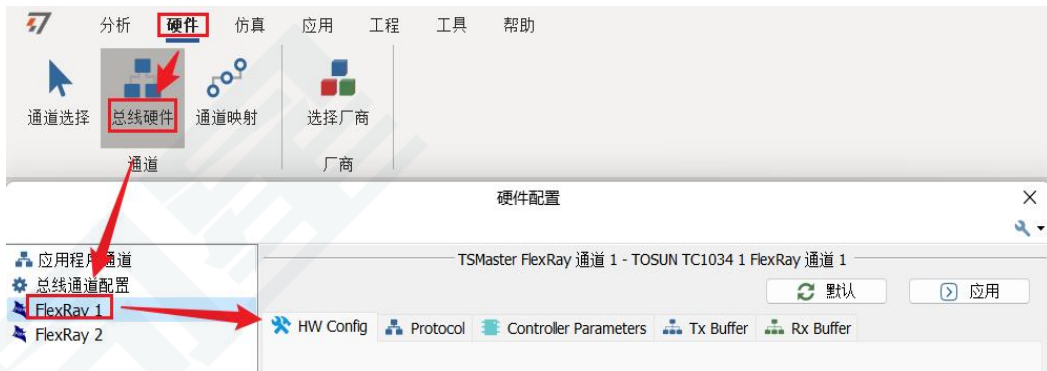 分析 硬件 仿真 应用 工程 工具 帮助
通道选择 总线硬件 通道映射 选择厂商
通道 厂商
硬件配置
应用程序通道
TSMaster FlexRay 通道 1 - TOSUN TC1034 1 FlexRay 通道 1
总线通道配置
默认 应用
FlexRay 1
HW Config Protocol Controller Parameters Tx Buffer Rx Buffer
FlexRay 2